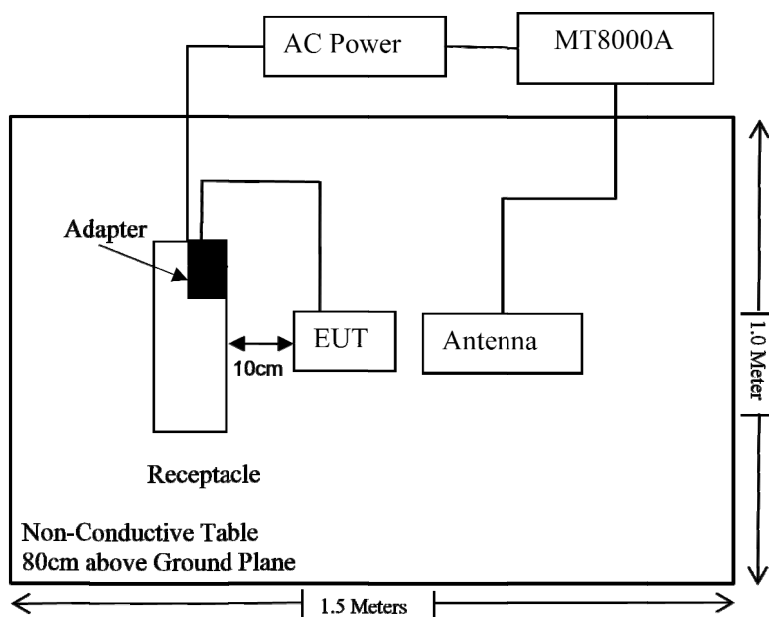 AC Power
MT8000A
Adapter
EUT
Antenna
10cm
1.0 Meter
Receptacle
Non-Conductive Table
80cm above Ground Plane
1.5 Meters